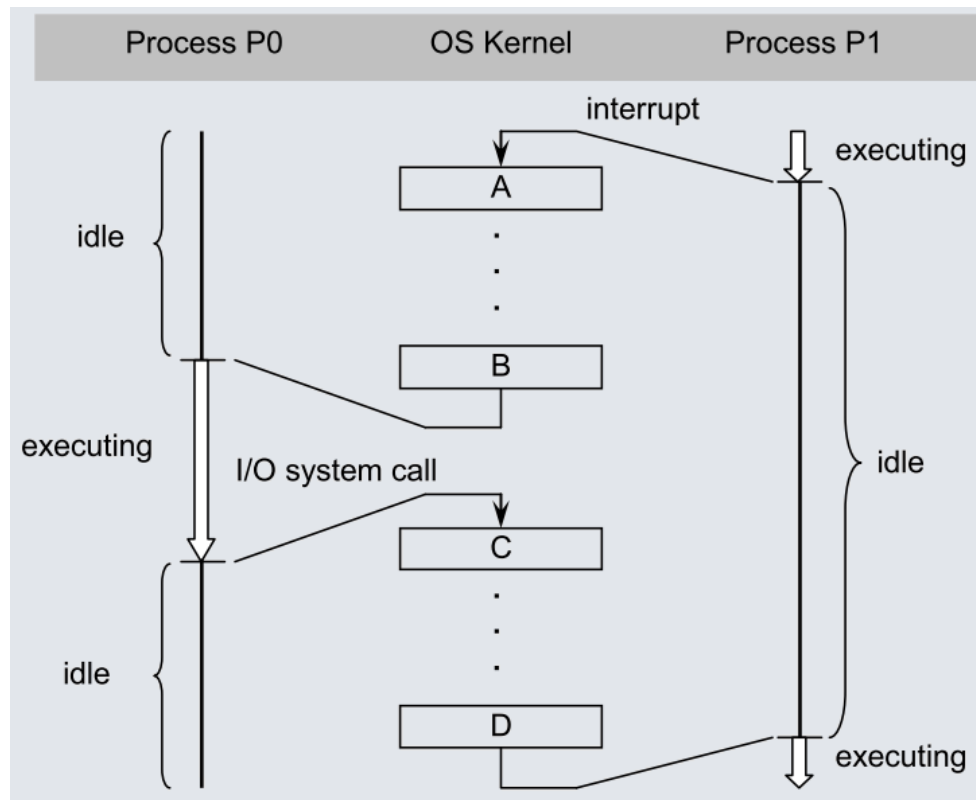 Process P0 OS Kernel Process P1
interrupt
executing
A
idle
B
executing
I/O system call
idle
C
idle
D
executing